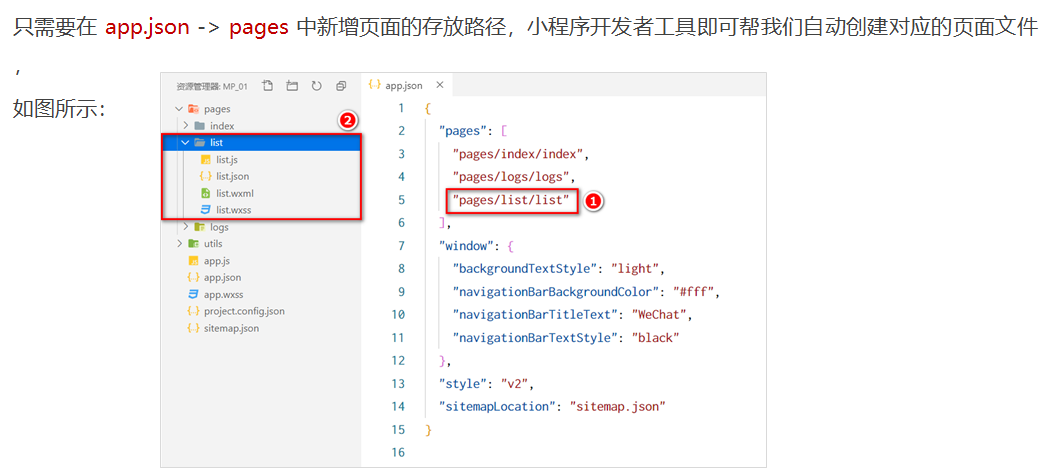 只需要在 app.json -> pages 中新增页面的存放路径，小程序开发者工具即可帮我们自动创建对应的页面文件
，
如图所示：
资源管理器: MP_01
pages
index
2
list
list.js
list.json
list.wxml
list.wxss
logs
utils
app.js
app.json
app.wxss
project.config.json
sitemap.json
app.json ×
1 {
2 "pages": [
3 "pages/index/index",
4 "pages/logs/logs",
5 "pages/list/list" 1
6 ],
7 "window": {
8 "backgroundTextStyle": "light",
9 "navigationBarBackgroundColor": "#fff",
10 "navigationBarTitleText": "WeChat",
11 "navigationBarTextStyle": "black"
12 },
13 "style": "v2",
14 "sitemapLocation": "sitemap.json"
15 }
16